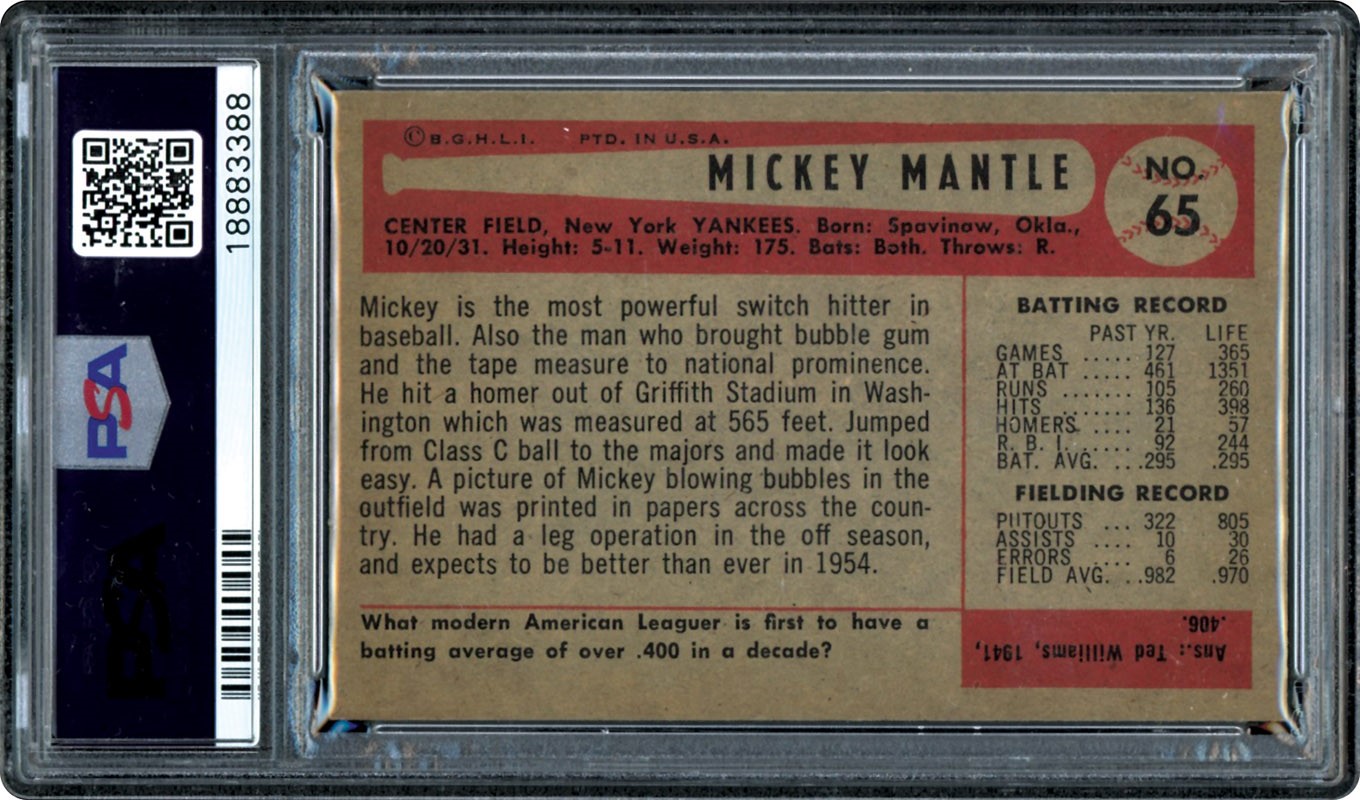 18883388
PSA
PSA
© B.G.H.L.I. PTD. IN U.S.A.
MICKEY MANTLE
NO.
65
CENTER FIELD, New York YANKEES. Born: Spavinaw, Okla.,
10/20/31. Height: 5-11. Weight: 175. Bats: Both. Throws: R.
Mickey is the most powerful switch hitter in
baseball. Also the man who brought bubble gum
and the tape measure to national prominence.
He hit a homer out of Griffith Stadium in Wash-
ington which was measured at 565 feet. Jumped
from Class C ball to the majors and made it look
easy. A picture of Mickey blowing bubbles in the
outfield was printed in papers across the coun-
try. He had a leg operation in the off season,
and expects to be better than ever in 1954.
What modern American Leaguer is first to have a
batting average of over .400 in a decade?
BATTING RECORD
PAST YR. LIFE
GAMES ..... 127 365
AT BAT ..... 461 1351
RUNS ....... 105 260
HITS ....... 136 398
HOMERS. .... 21 57
R. B. I. .... 92 244
BAT. AVG. ...295 .295
FIELDING RECORD
PUTOUTS ... 322 805
ASSISTS .... 10 30
ERRORS .... 6 26
FIELD AVG. ..982 .970
Ans.: Ted Williams, 1941,
.406.